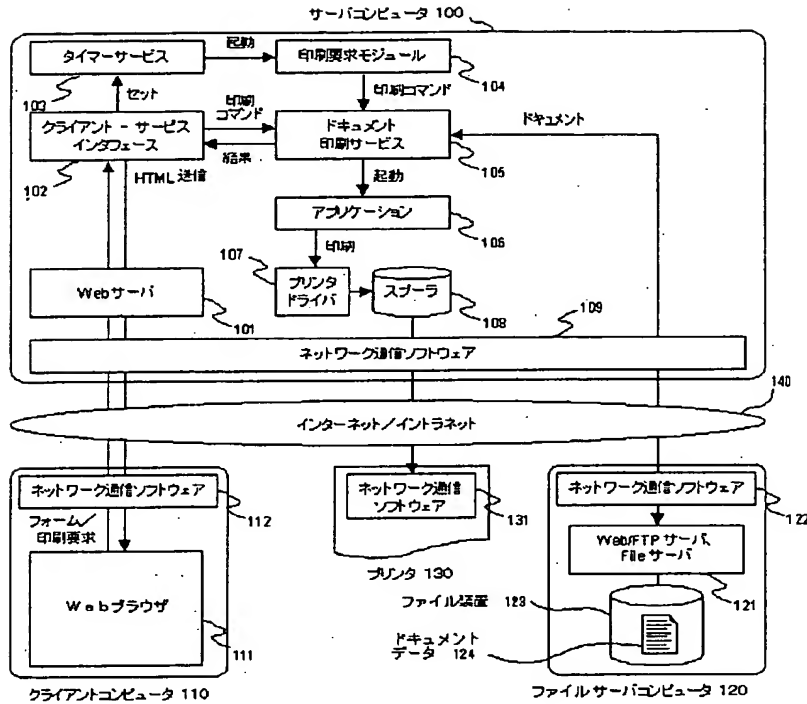 サーバコンピュータ 100
タイマーサービス
起動
印刷要求モジュール
103
セット
印刷コマンド
104
印刷
コマンド
クライアント - サービス
インタフェース
結果
ドキュメント
印刷サービス
ドキュメント
105
102
HTML 送信
起動
アプリケーション
106
107
印刷
Webサーバ
プリンタ
ドライバ
スプーラ
101
108
109
ネットワーク通信ソフトウェア
140
インターネット/イントラネット
ネットワーク通信ソフトウェア
112
フォーム/
印刷要求
Webブラウザ
111
クライアントコンピュータ 110
ネットワーク通信
ソフトウェア
131
プリンタ 130
ネットワーク通信ソフトウェア
122
Web/FTP サーバ、
File サーバ
121
ファイル装置 123
ドキュメント
データ 124
ファイルサーバコンピュータ 120